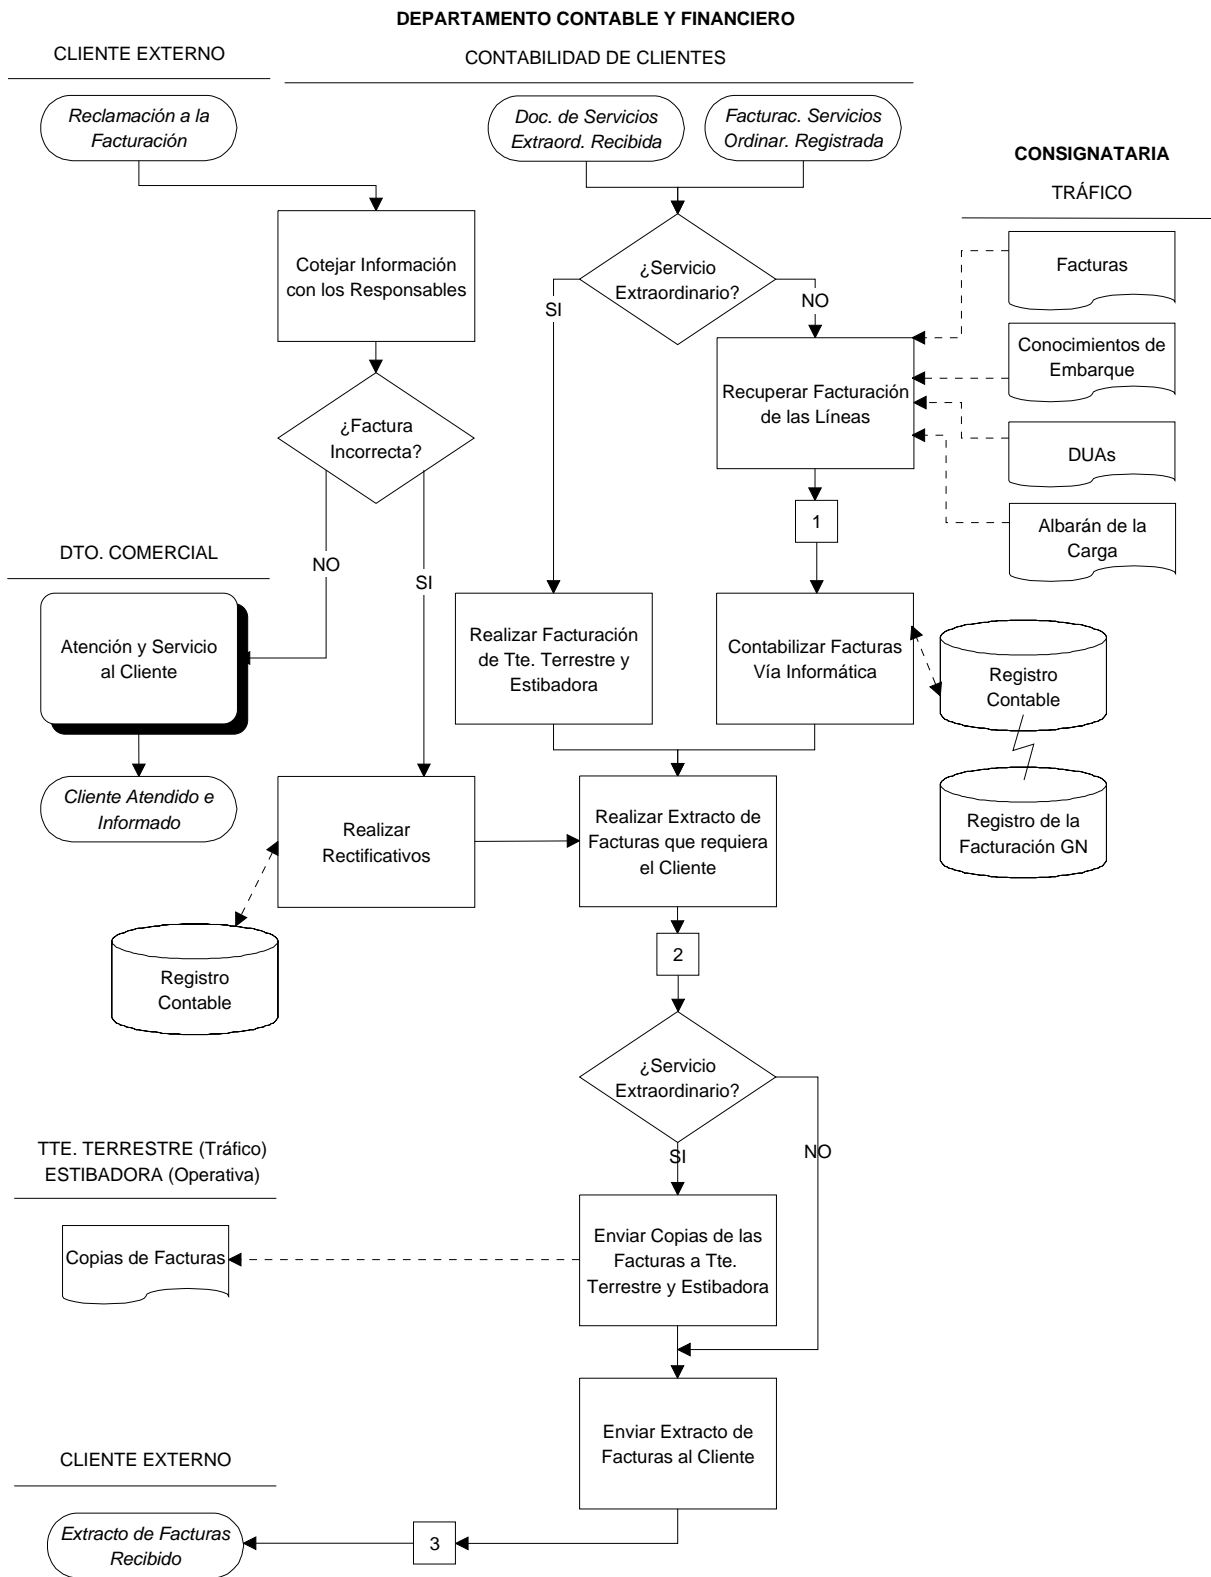 DEPARTAMENTO CONTABLE Y FINANCIERO
CLIENTE EXTERNO
CONTABILIDAD DE CLIENTES
Reclamación a la
Facturación
Doc. de Servicios
Extraord. Recibida
Facturac. Servicios
Ordinar. Registrada
CONSIGNATARIA
TRÁFICO
Cotejar Información
con los Responsables
¿Servicio
Extraordinario?
SI
NO
Facturas
Conocimientos de
Embarque
Recuperar Facturación
de las Líneas
¿Factura
Incorrecta?
DUAs
1
Albarán de la
Carga
DTO. COMERCIAL
NO
SI
Atención y Servicio
al Cliente
Realizar Facturación
de Tte. Terrestre y
Estibadora
Contabilizar Facturas
Vía Informática
Registro
Contable
Cliente Atendido e
Informado
Realizar
Rectificativos
Realizar Extracto de
Facturas que requiera
el Cliente
Registro de la
Facturación GN
2
Registro
Contable
¿Servicio
Extraordinario?
SI
NO
TTE. TERRESTRE (Tráfico)
ESTIBADORA (Operativa)
Copias de Facturas
Enviar Copias de las
Facturas a Tte.
Terrestre y Estibadora
Enviar Extracto de
Facturas al Cliente
CLIENTE EXTERNO
Extracto de Facturas
Recibido
3